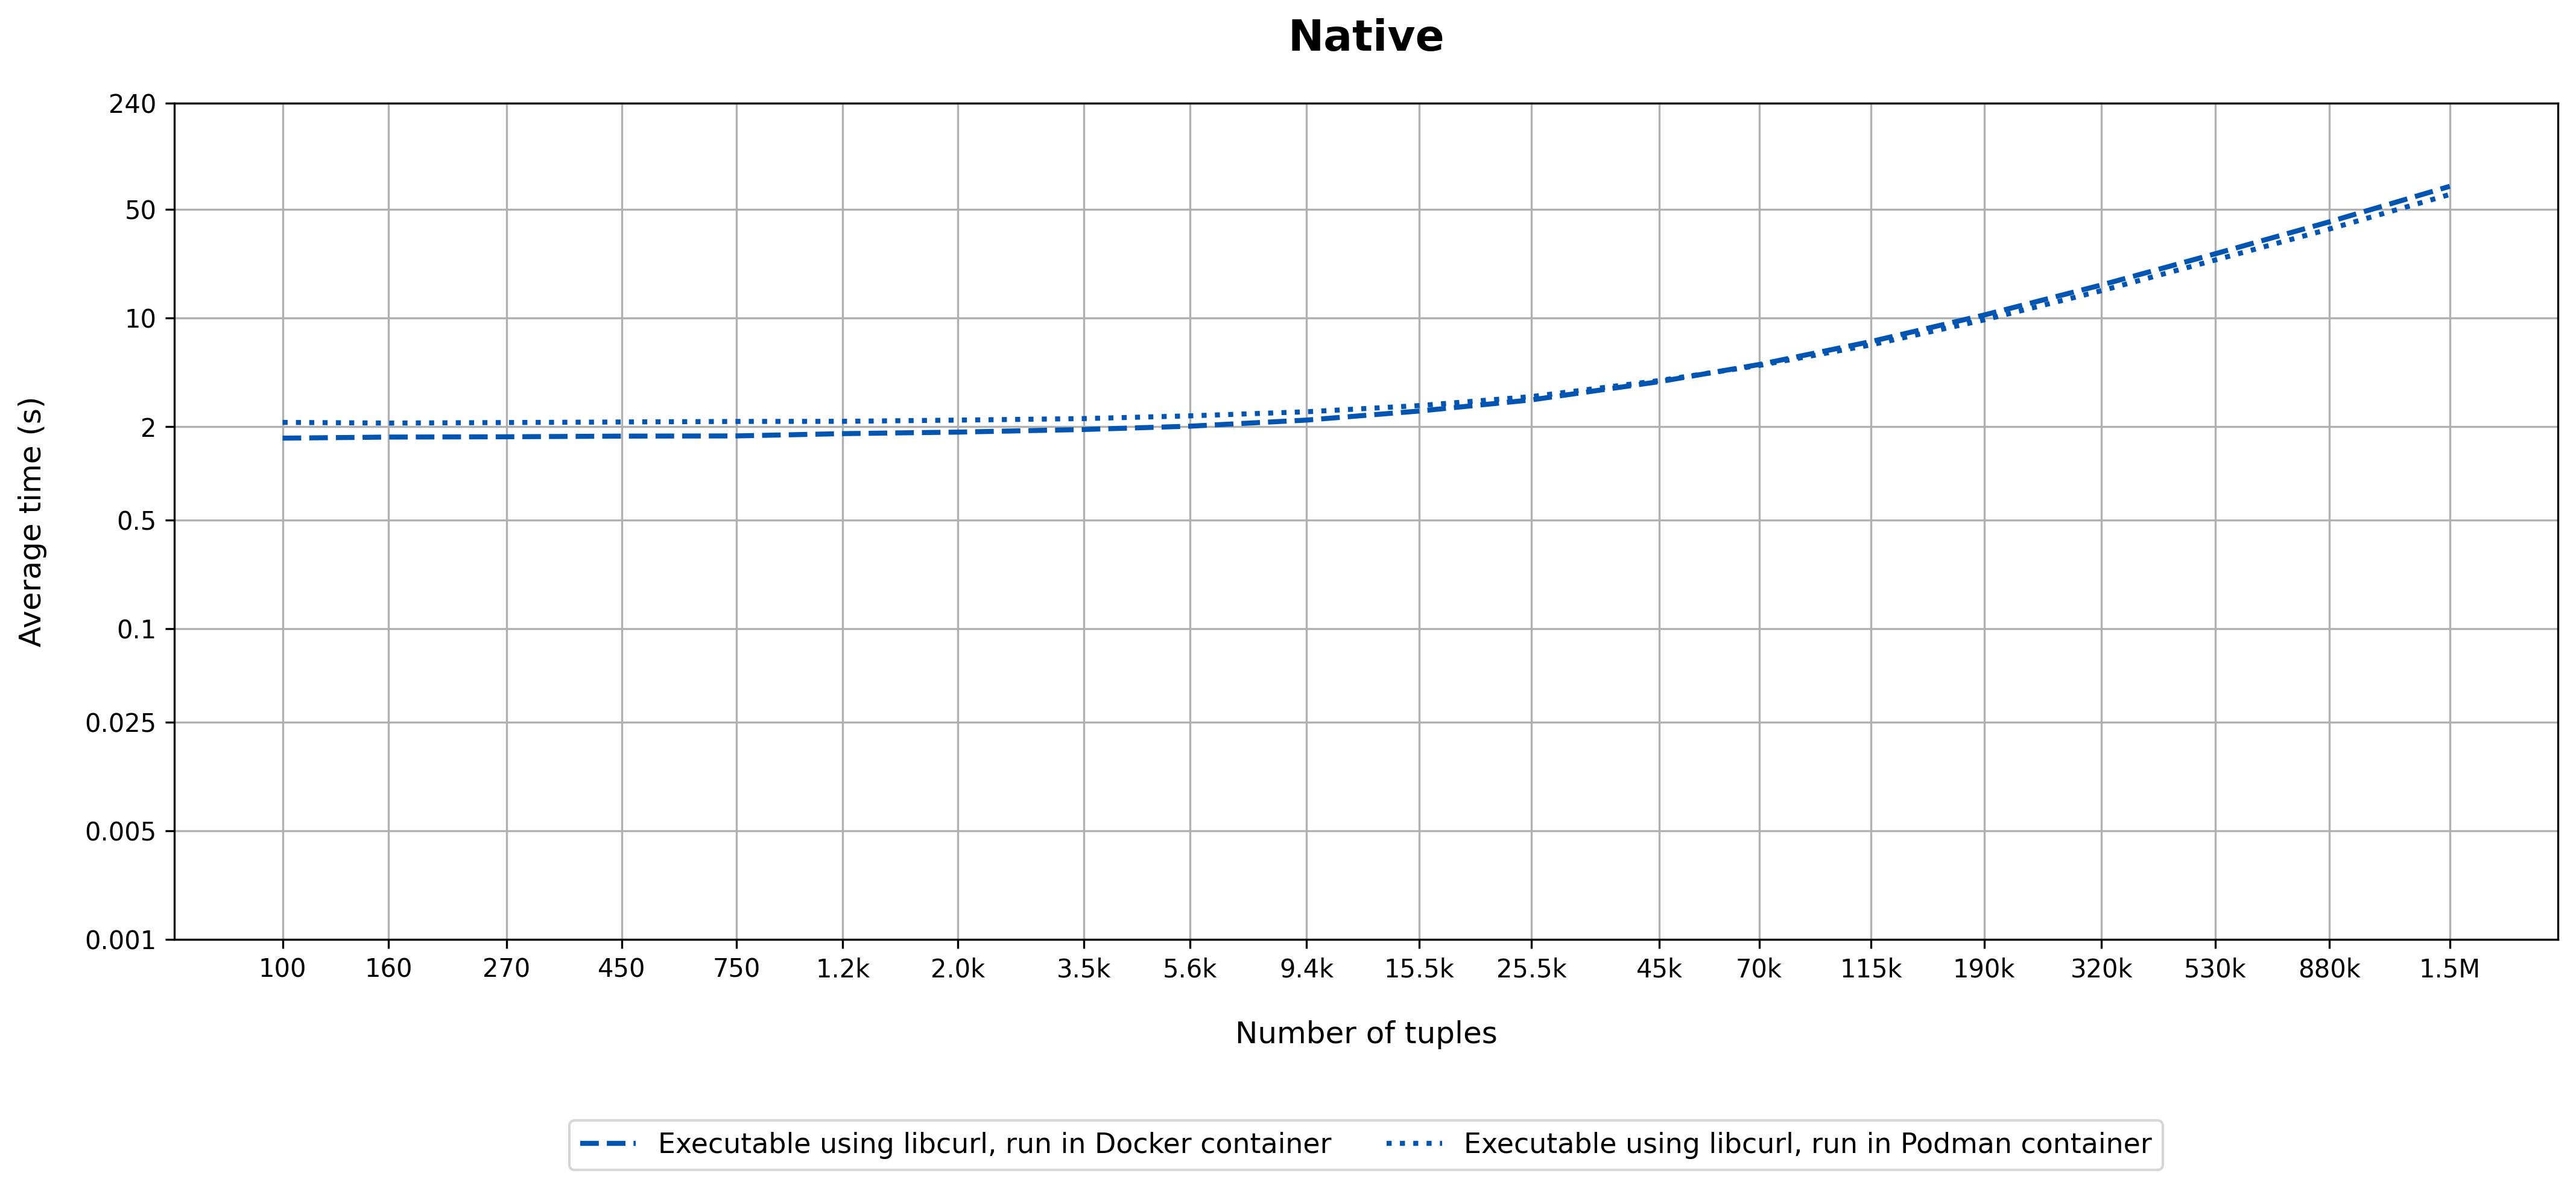 Native
240
50
10
2
0.5
0.1
0.025
0.005
0.001
Average time (s)
100 160 270 450 750 1.2k 2.0k 3.5k 5.6k 9.4k 15.5k 25.5k 45k 70k 115k 190k 320k 530k 880k 1.5M
Number of tuples
Executable using libcurl, run in Docker container
Executable using libcurl, run in Podman container